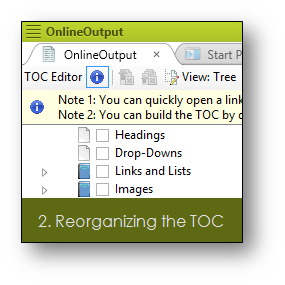 OnlineOutput
OnlineOutput × Start P
TOC Editor View: Tree
Note 1: You can quickly open a link
Note 2: You can build the TOC by d
Headings
Drop-Downs
Links and Lists
Images
2. Reorganizing the TOC